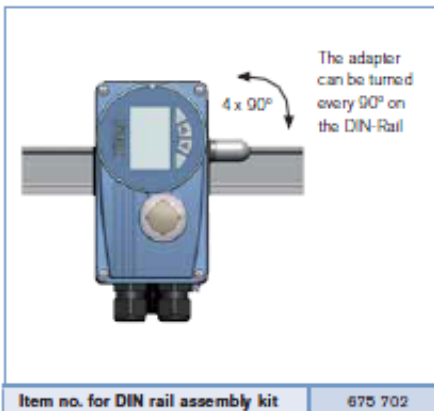 The adapter
can be turned
every 90° on
the DIN-Rail
4 x 90°
Item no. for DIN rail assembly kit 675 702